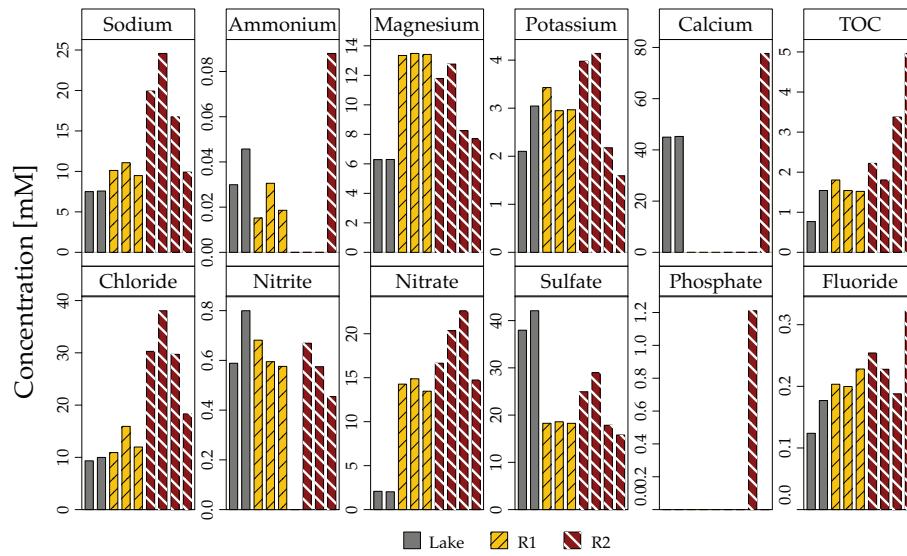 Sodium Ammonium Magnesium Potassium Calcium TOC
0 5 10 15 20 25
0.00 0.02 0.04 0.06 0.08
0 2 4 6 8 10 12 14
0 1 2 3 4
0 20 40 60 80
0 1 2 3 4 5
Concentration [mM]
Chloride Nitrite Nitrate Sulfate Phosphate Fluoride
0 10 20 30 40
0.0 0.2 0.4 0.6 0.8
0 5 10 15 20
0 10 20 30 40
0.0 0.2 0.4 0.6 0.8 1.0 1.2
0.0 0.1 0.2 0.3
Lake R1 R2